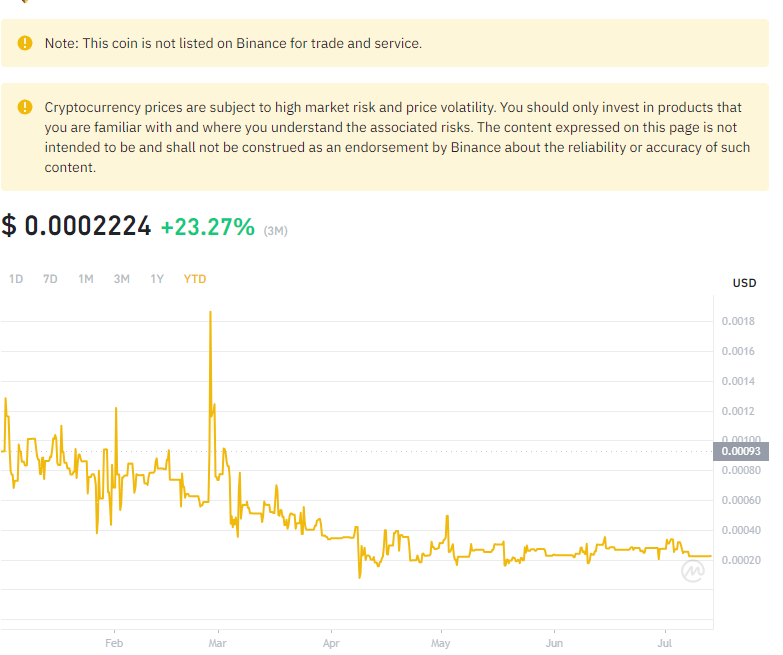 Note: This coin is not listed on Binance for trade and service.
Cryptocurrency prices are subject to high market risk and price volatility. You should only invest in products that
you are familiar with and where you understand the associated risks. The content expressed on this page is not
intended to be and shall not be construed as an endorsement by Binance about the reliability or accuracy of such
content.
$ 0.0002224 +23.27% (3M)
1D 7D 1M 3M 1Y YTD
USD
0.0018
0.0016
0.0014
0.0012
0.00100
0.00093
0.00080
0.00060
0.00040
0.00020
Feb Mar Apr May Jun Jul